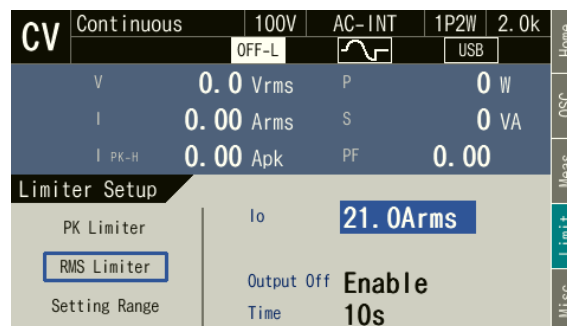 CV Continuous 100V AC-INT 1P2W 2.0k
OFF-L USB
V 0.0 Vrms P 0 W
I 0.00 Arms S 0 VA
I PK-H 0.00 Apk PF 0.00
Limiter Setup
PK Limiter
RMS Limiter
Setting Range
Io 21.0Arms
Output Off Enable
Time 10s
Home
OSC
Meas
Limit
Misc